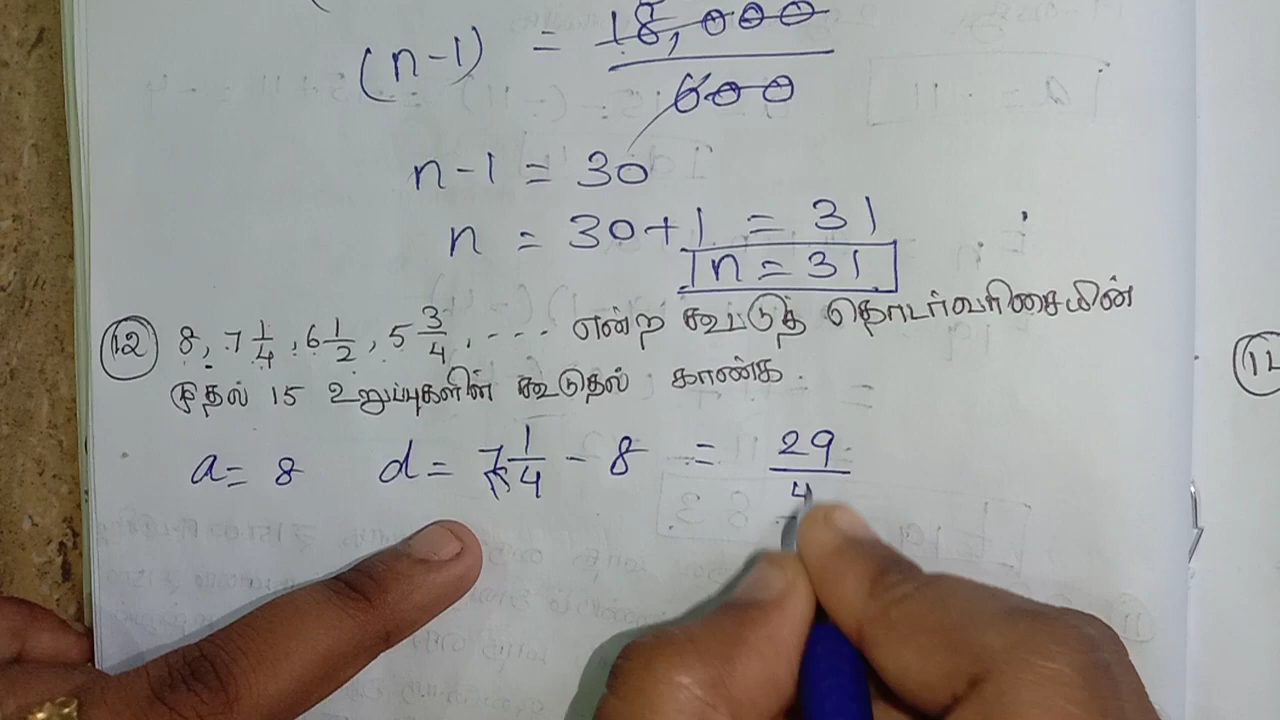 (n-1) = 18,000 / 600
n-1 = 30
n = 30+1 = 31
n = 31
12 8, 7 1/4, 6 1/2, 5 3/4, .... என்ற கூட்டுத் தொடர்வரிசையின்
முதல் 15 உறுப்புகளின் கூடுதல் காண்க.
a = 8 d = 7 1/4 - 8 = 29/4